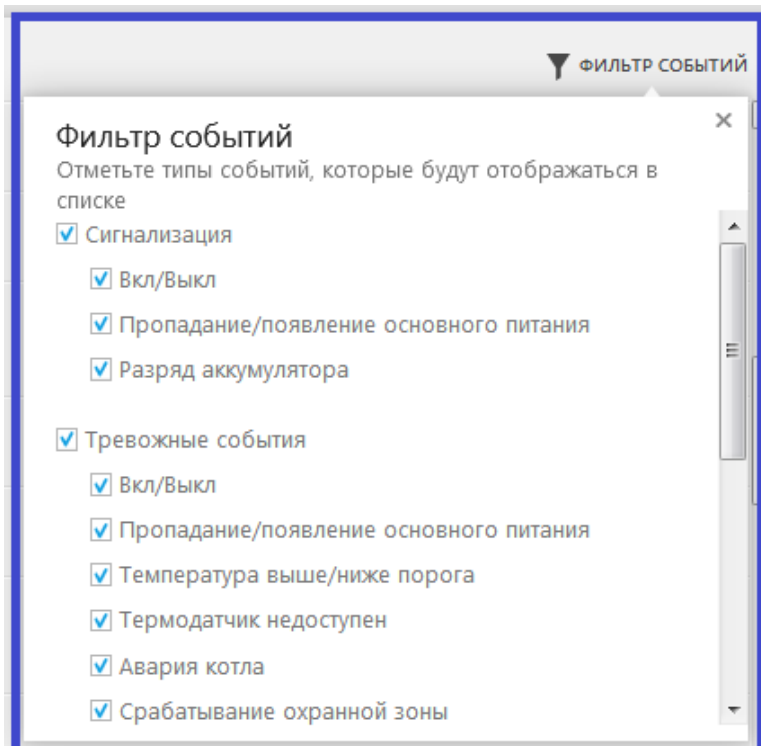 ФИЛЬТР СОБЫТИЙ
Фильтр событий
Отметьте типы событий, которые будут отображаться в
списке
Сигнализация
Вкл/Выкл
Пропадание/появление основного питания
Разряд аккумулятора
Тревожные события
Вкл/Выкл
Пропадание/появление основного питания
Температура выше/ниже порога
Термодатчик недоступен
Авария котла
Срабатывание охранной зоны